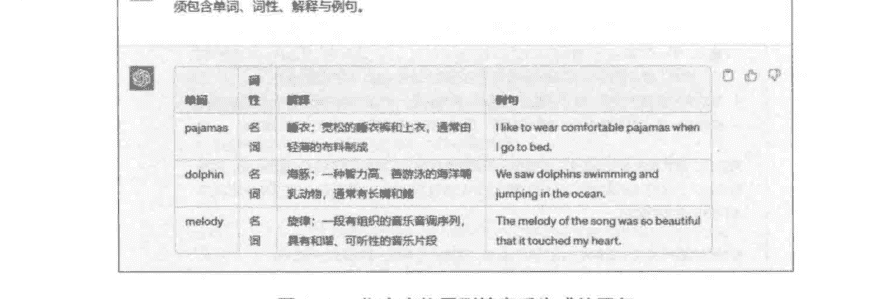 须包含单词、词性、解释与例句。
单词 词性 解释 例句
pajamas 名词 睡衣；宽松的睡衣裤和上衣，通常由 I like to wear comfortable pajamas when
轻薄的布料制成 I go to bed.
dolphin 名词 海豚；一种智力高、善游泳的海洋哺 We saw dolphins swimming and
乳动物，通常有长嘴和鳍 jumping in the ocean.
melody 名词 旋律；一段有组织的音乐音调序列， The melody of the song was so beautiful
具有和谐、可听性的音乐片段 that it touched my heart.